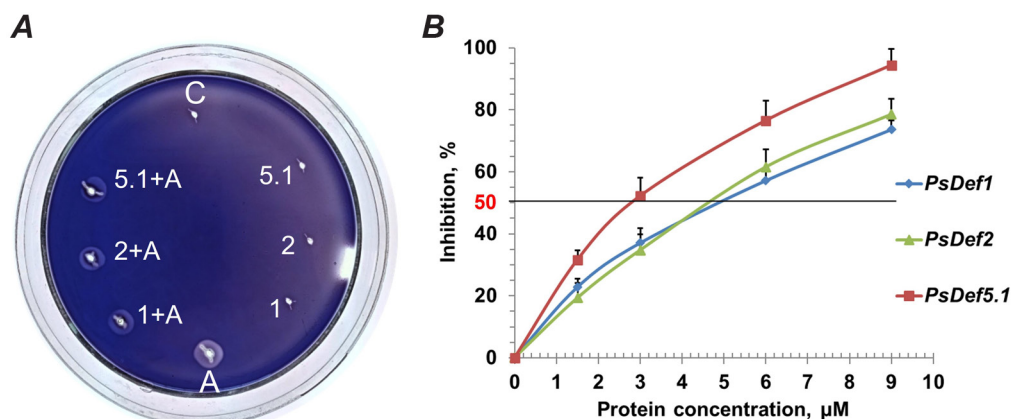 A
C
5.1+A
5.1
2+A
2
1+A
1
A
B
Inhibition, %
100
80
60
50
40
20
0
0 1 2 3 4 5 6 7 8 9 10
Protein concentration, µM
PsDef1
PsDef2
PsDef5.1